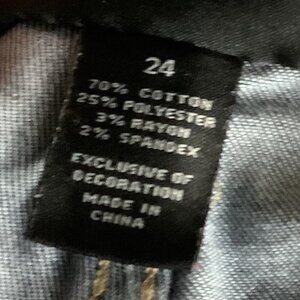 24
70% COTTON
25% POLYESTER
3% RAYON
2% SPANDEX
EXCLUSIVE OF
DECORATION
MADE IN
CHINA